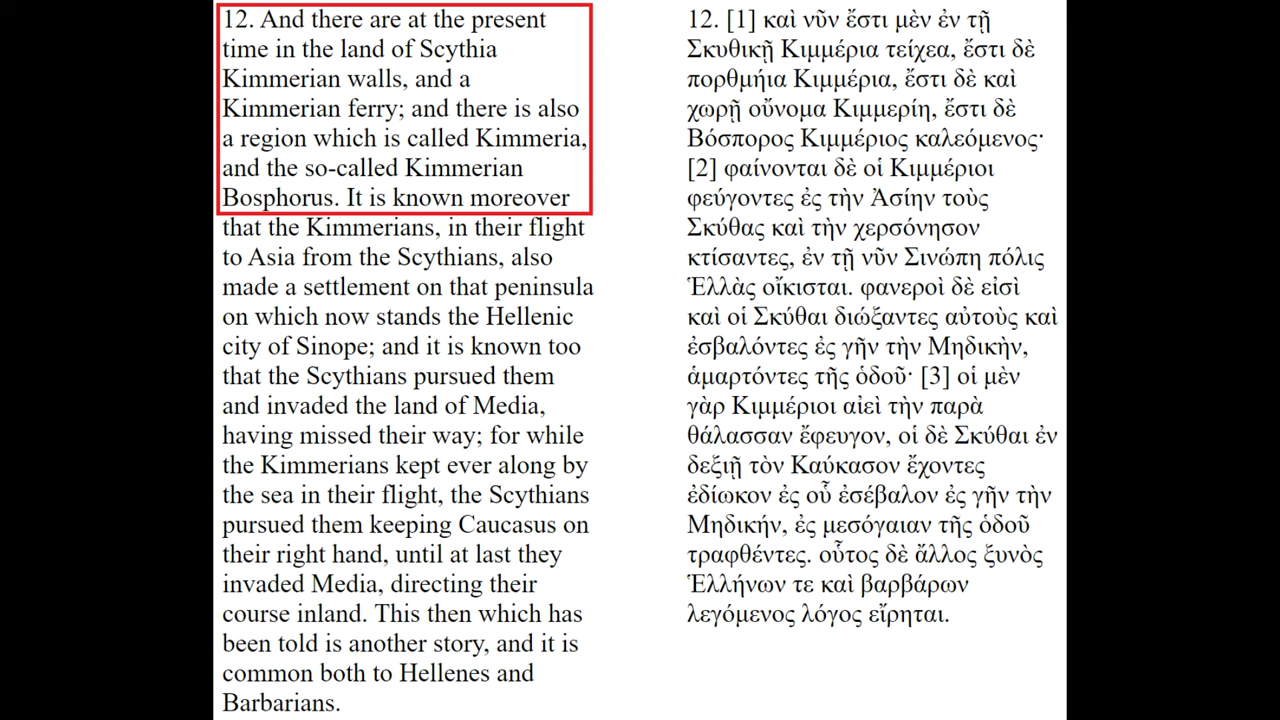 12. And there are at the present
time in the land of Scythia
Kimmerian walls, and a
Kimmerian ferry; and there is also
a region which is called Kimmeria,
and the so-called Kimmerian
Bosphorus. It is known moreover
that the Kimmerians, in their flight
to Asia from the Scythians, also
made a settlement on that peninsula
on which now stands the Hellenic
city of Sinope; and it is known too
that the Scythians pursued them
and invaded the land of Media,
having missed their way; for while
the Kimmerians kept ever along by
the sea in their flight, the Scythians
pursued them keeping Caucasus on
their right hand, until at last they
invaded Media, directing their
course inland. This then which has
been told is another story, and it is
common both to Hellenes and
Barbarians.
12. [1] καὶ νῦν ἔστι μὲν ἐν τῇ
Σκυθικῇ Κιμμέρια τείχεα, ἔστι δὲ
πορθμήια Κιμμέρια, ἔστι δὲ καὶ
χωρῇ οὔνομα Κιμμερίη, ἔστι δὲ
Βόσπορος Κιμμέριος καλεόμενος·
[2] φαίνονται δὲ οἱ Κιμμέριοι
φεύγοντες ἐς τὴν Ἀσίην τοὺς
Σκύθας καὶ τὴν χερσόνησον
κτίσαντες, ἐν τῇ νῦν Σινώπη πόλις
Ἑλλὰς οἴκισται. φανεροὶ δὲ εἰσὶ
καὶ οἱ Σκύθαι διώξαντες αὐτοὺς καὶ
ἐσβαλόντες ἐς γῆν τὴν Μηδικὴν,
ἁμαρτόντες τῆς ὁδοῦ· [3] οἱ μὲν
γὰρ Κιμμέριοι αἰεὶ τὴν παρὰ
θάλασσαν ἔφευγον, οἱ δὲ Σκύθαι ἐν
δεξιῇ τὸν Καύκασον ἔχοντες
ἐδίωκον ἐς οὗ ἐσέβαλον ἐς γῆν τὴν
Μηδικήν, ἐς μεσόγαιαν τῆς ὁδοῦ
τραφθέντες. οὗτος δὲ ἄλλος ξυνὸς
Ἑλλήνων τε καὶ βαρβάρων
λεγόμενος λόγος εἴρηται.